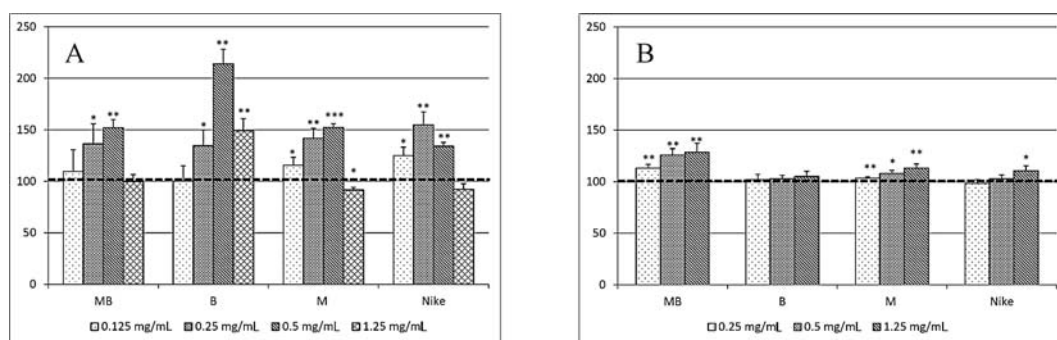 A
250
200
150
100
50
0
* ** * ** ** ** * ** *** * * ** **
MB B M Nike
0.125 mg/mL 0.25 mg/mL 0.5 mg/mL 1.25 mg/mL
B
250
200
150
100
50
0
** ** ** ** * ** *
MB B M Nike
0.25 mg/mL 0.5 mg/mL 1.25 mg/mL